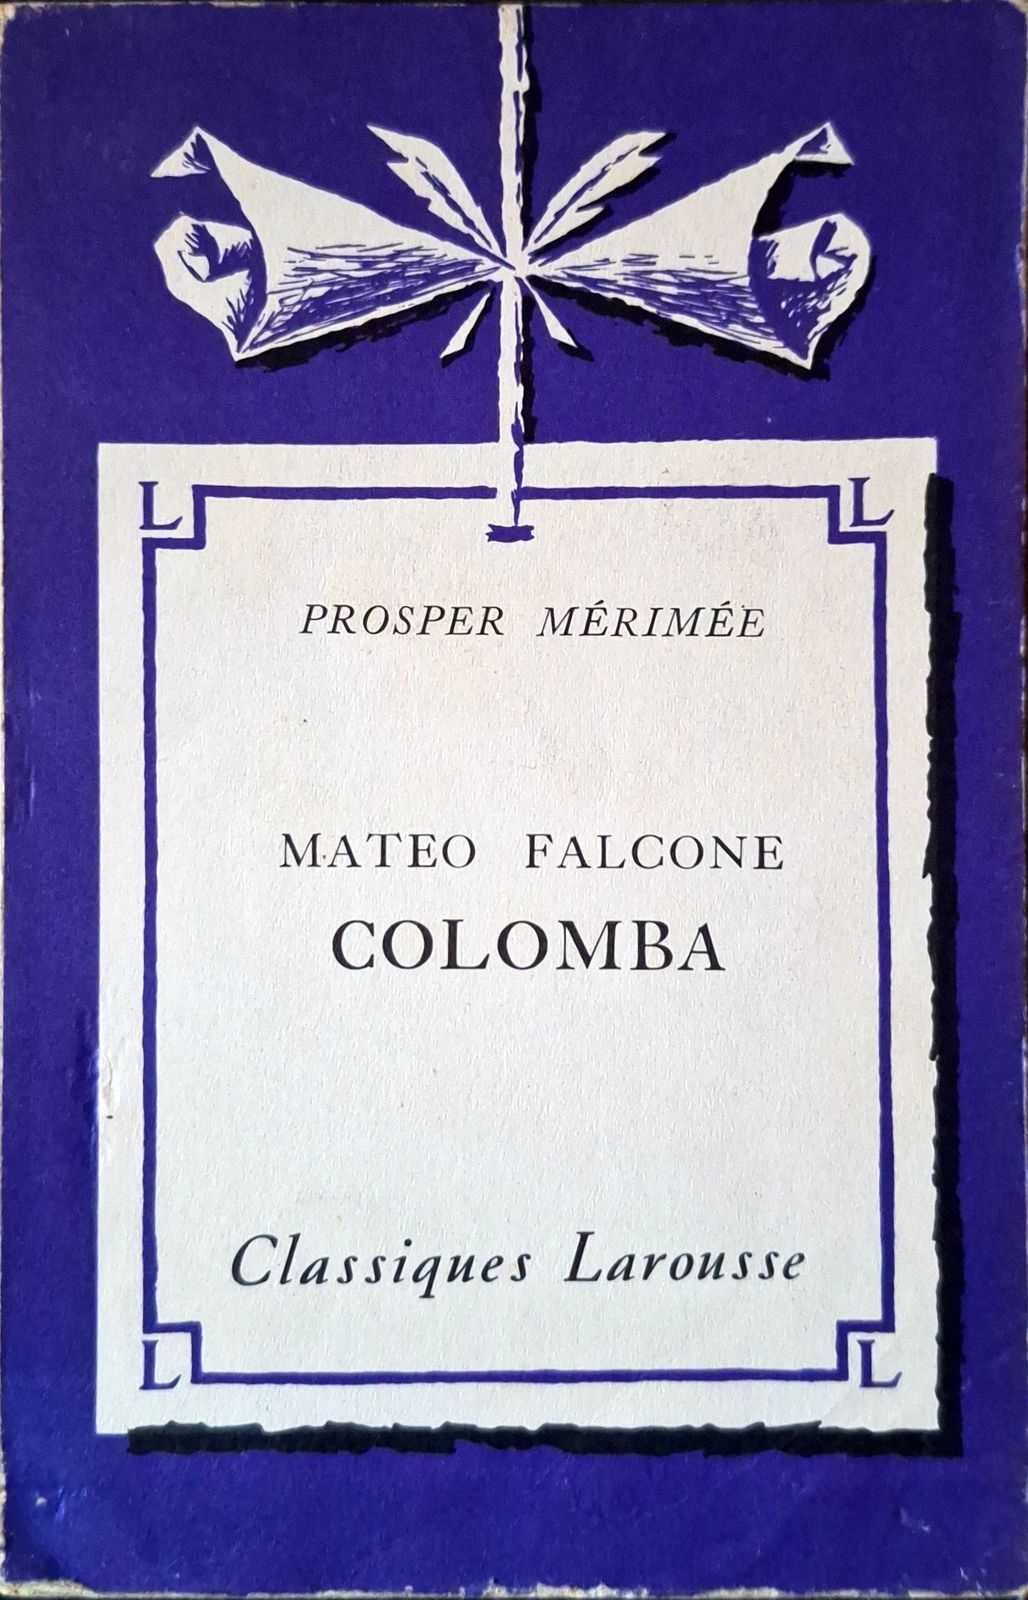 L L
PROSPER MÉRIMÉE
MATEO FALCONE
COLOMBA
Classiques Larousse
L L